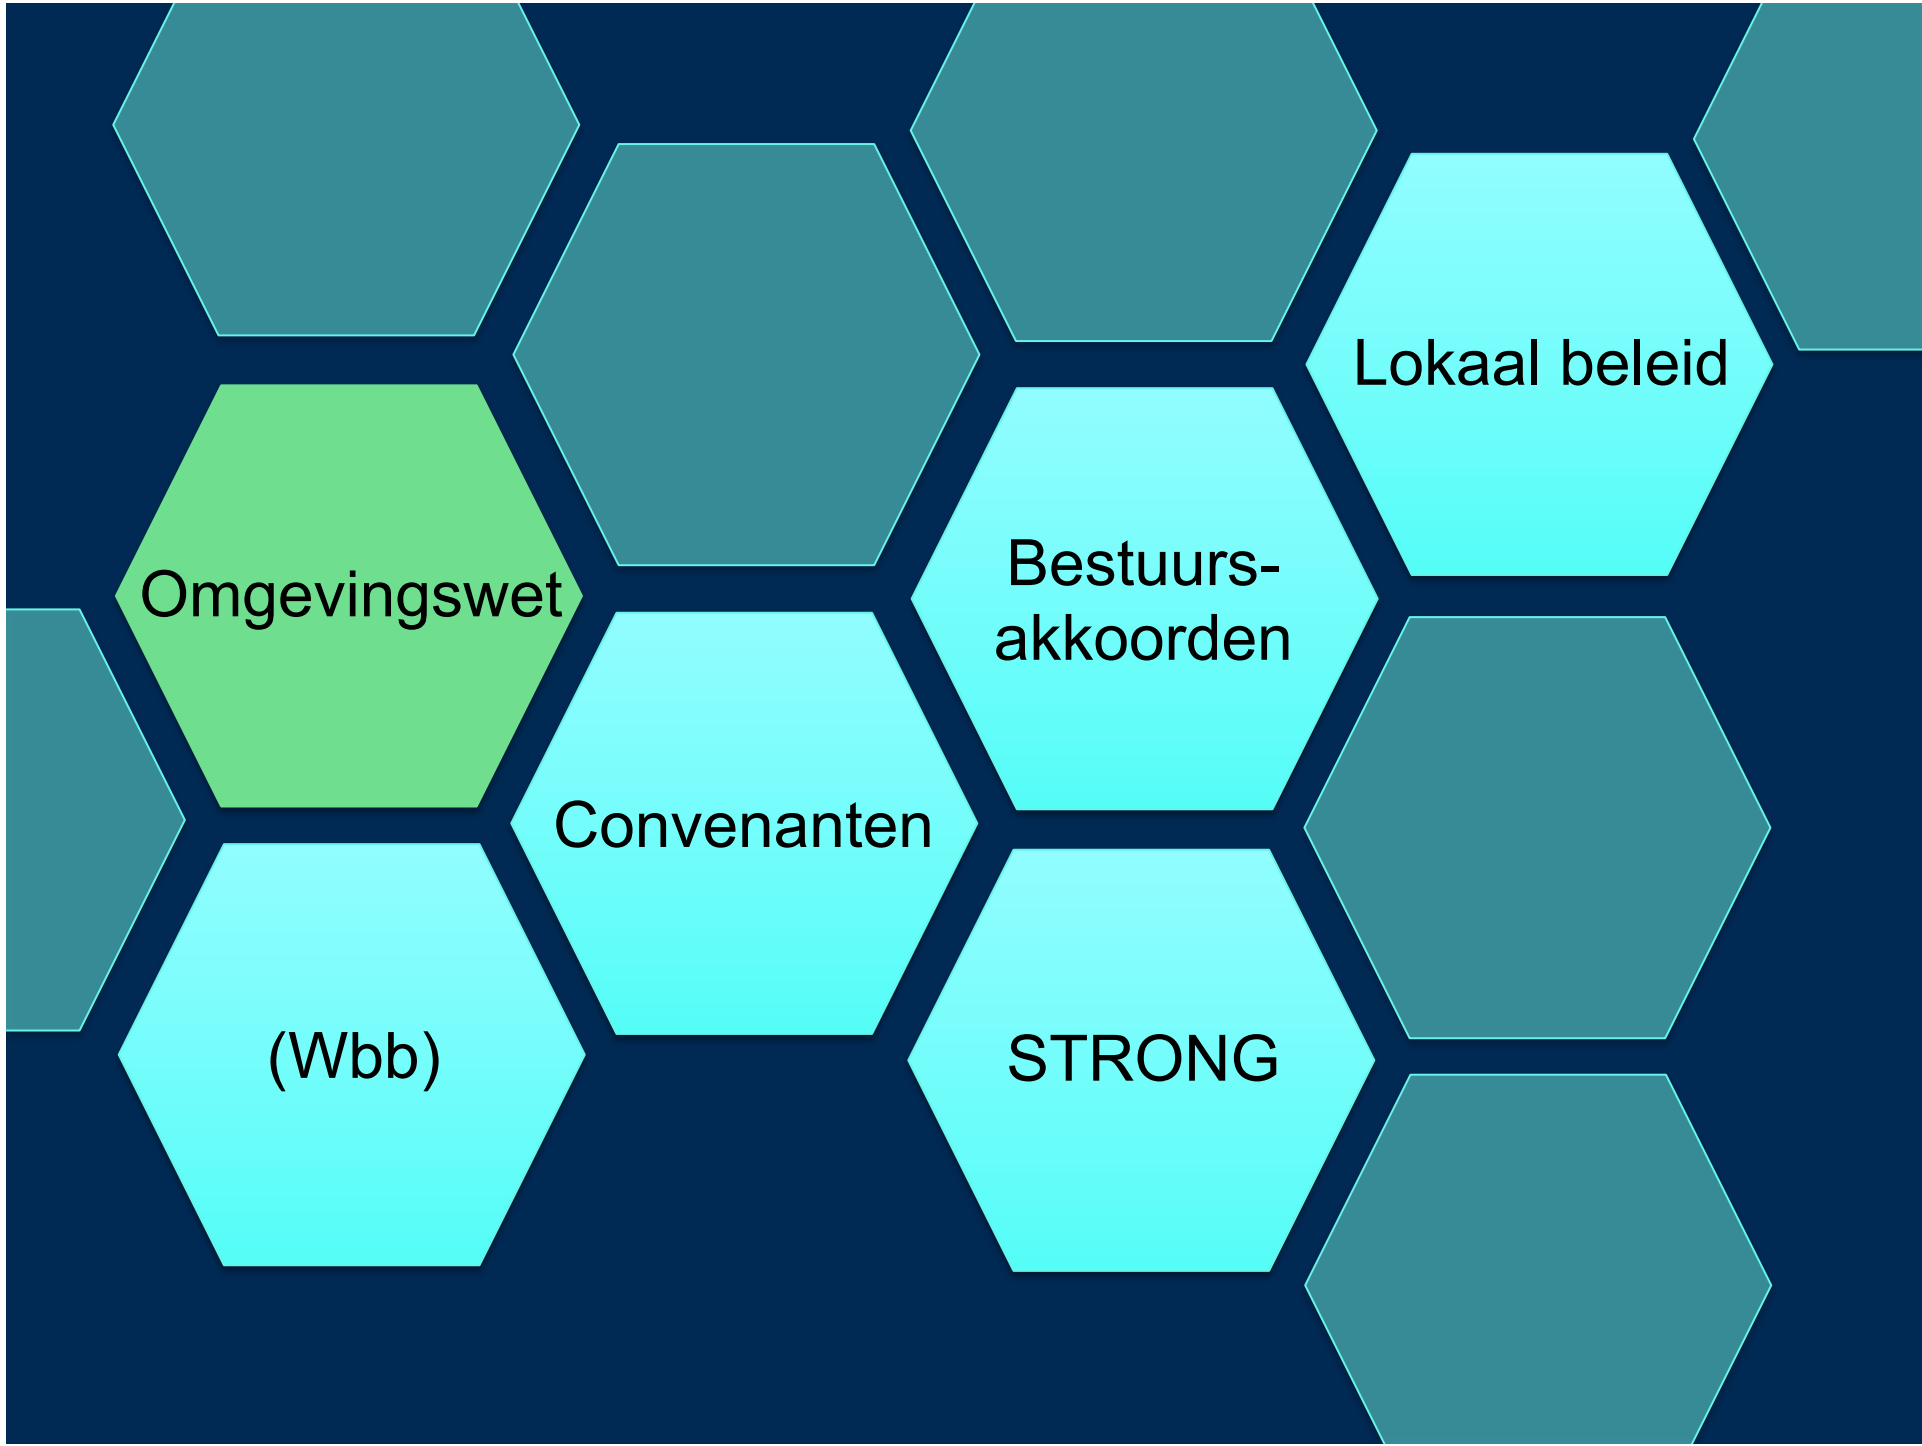 Lokaal beleid
Omgevingswet
Bestuurs-
akkoorden
Convenanten
(Wbb)
STRONG